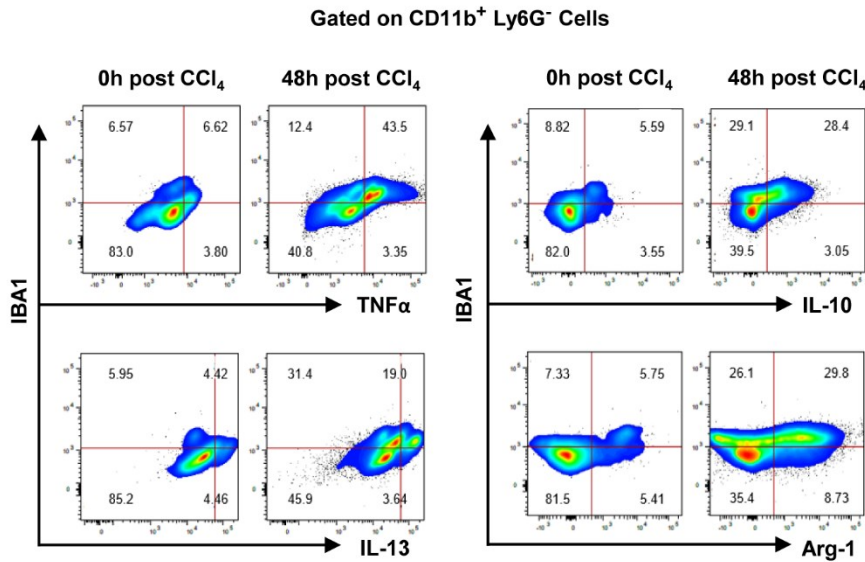 Gated on CD11b⁺ Ly6G⁻ Cells
0h post CCl₄ 48h post CCl₄ 0h post CCl₄ 48h post CCl₄
6.57 6.62 12.4 43.5 8.82 5.59 29.1 28.4
83.0 3.80 40.8 3.35 82.0 3.55 39.5 3.05
IBA1 TNFα IBA1 IL-10
5.95 4.42 31.4 19.0 7.33 5.75 26.1 29.8
85.2 4.46 45.9 3.64 81.5 5.41 35.4 8.73
IL-13 Arg-1